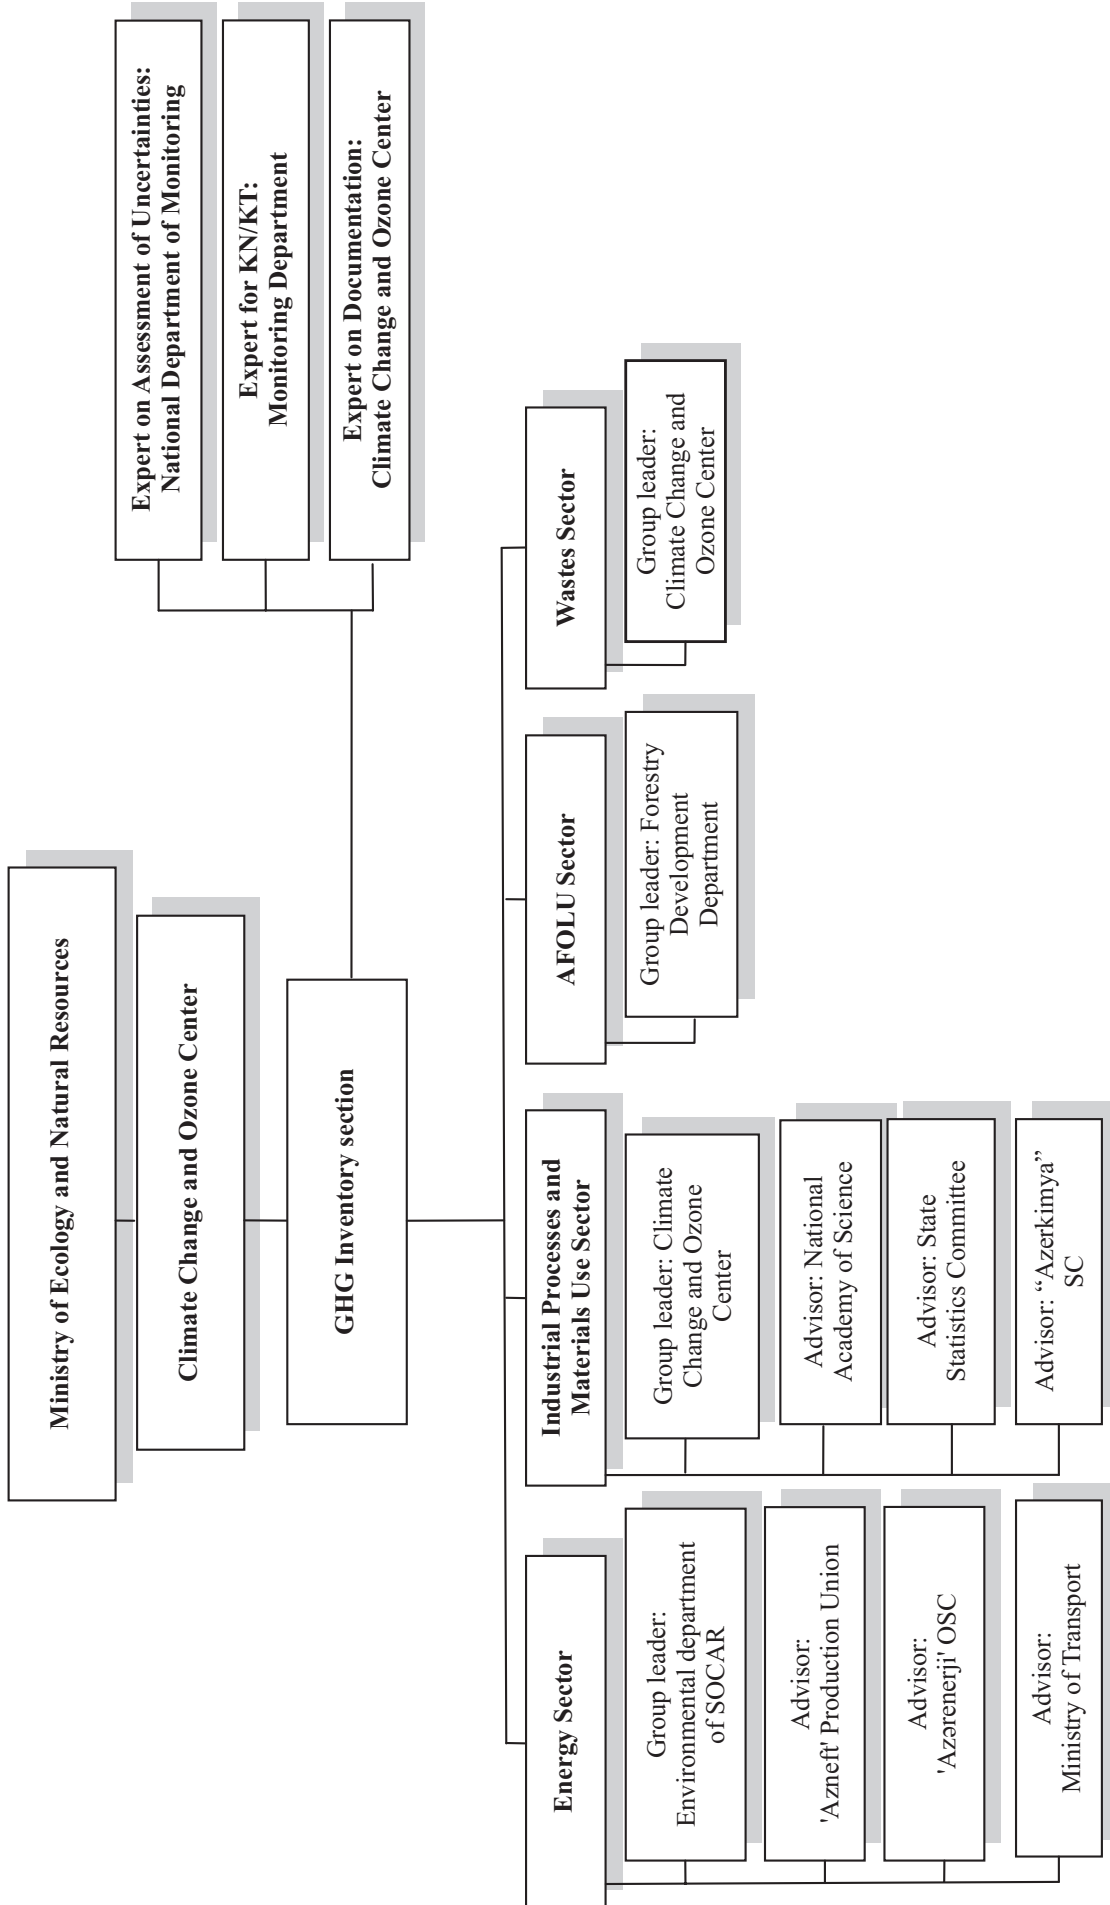 Ministry of Ecology and Natural Resources
Climate Change and Ozone Center
GHG Inventory section
Expert on Assessment of Uncertainties:
National Department of Monitoring
Expert for KN/KT:
Monitoring Department
Expert on Documentation:
Climate Change and Ozone Center
Energy Sector
Group leader:
Environmental department
of SOCAR
Advisor:
'Azneft' Production Union
Advisor:
'Azərenerji' OSC
Advisor:
Ministry of Transport
Industrial Processes and
Materials Use Sector
Group leader: Climate
Change and Ozone
Center
Advisor: National
Academy of Science
Advisor: State
Statistics Committee
Advisor: “Azerkimya”
SC
AFOLU Sector
Group leader: Forestry
Development
Department
Wastes Sector
Group leader:
Climate Change and
Ozone Center